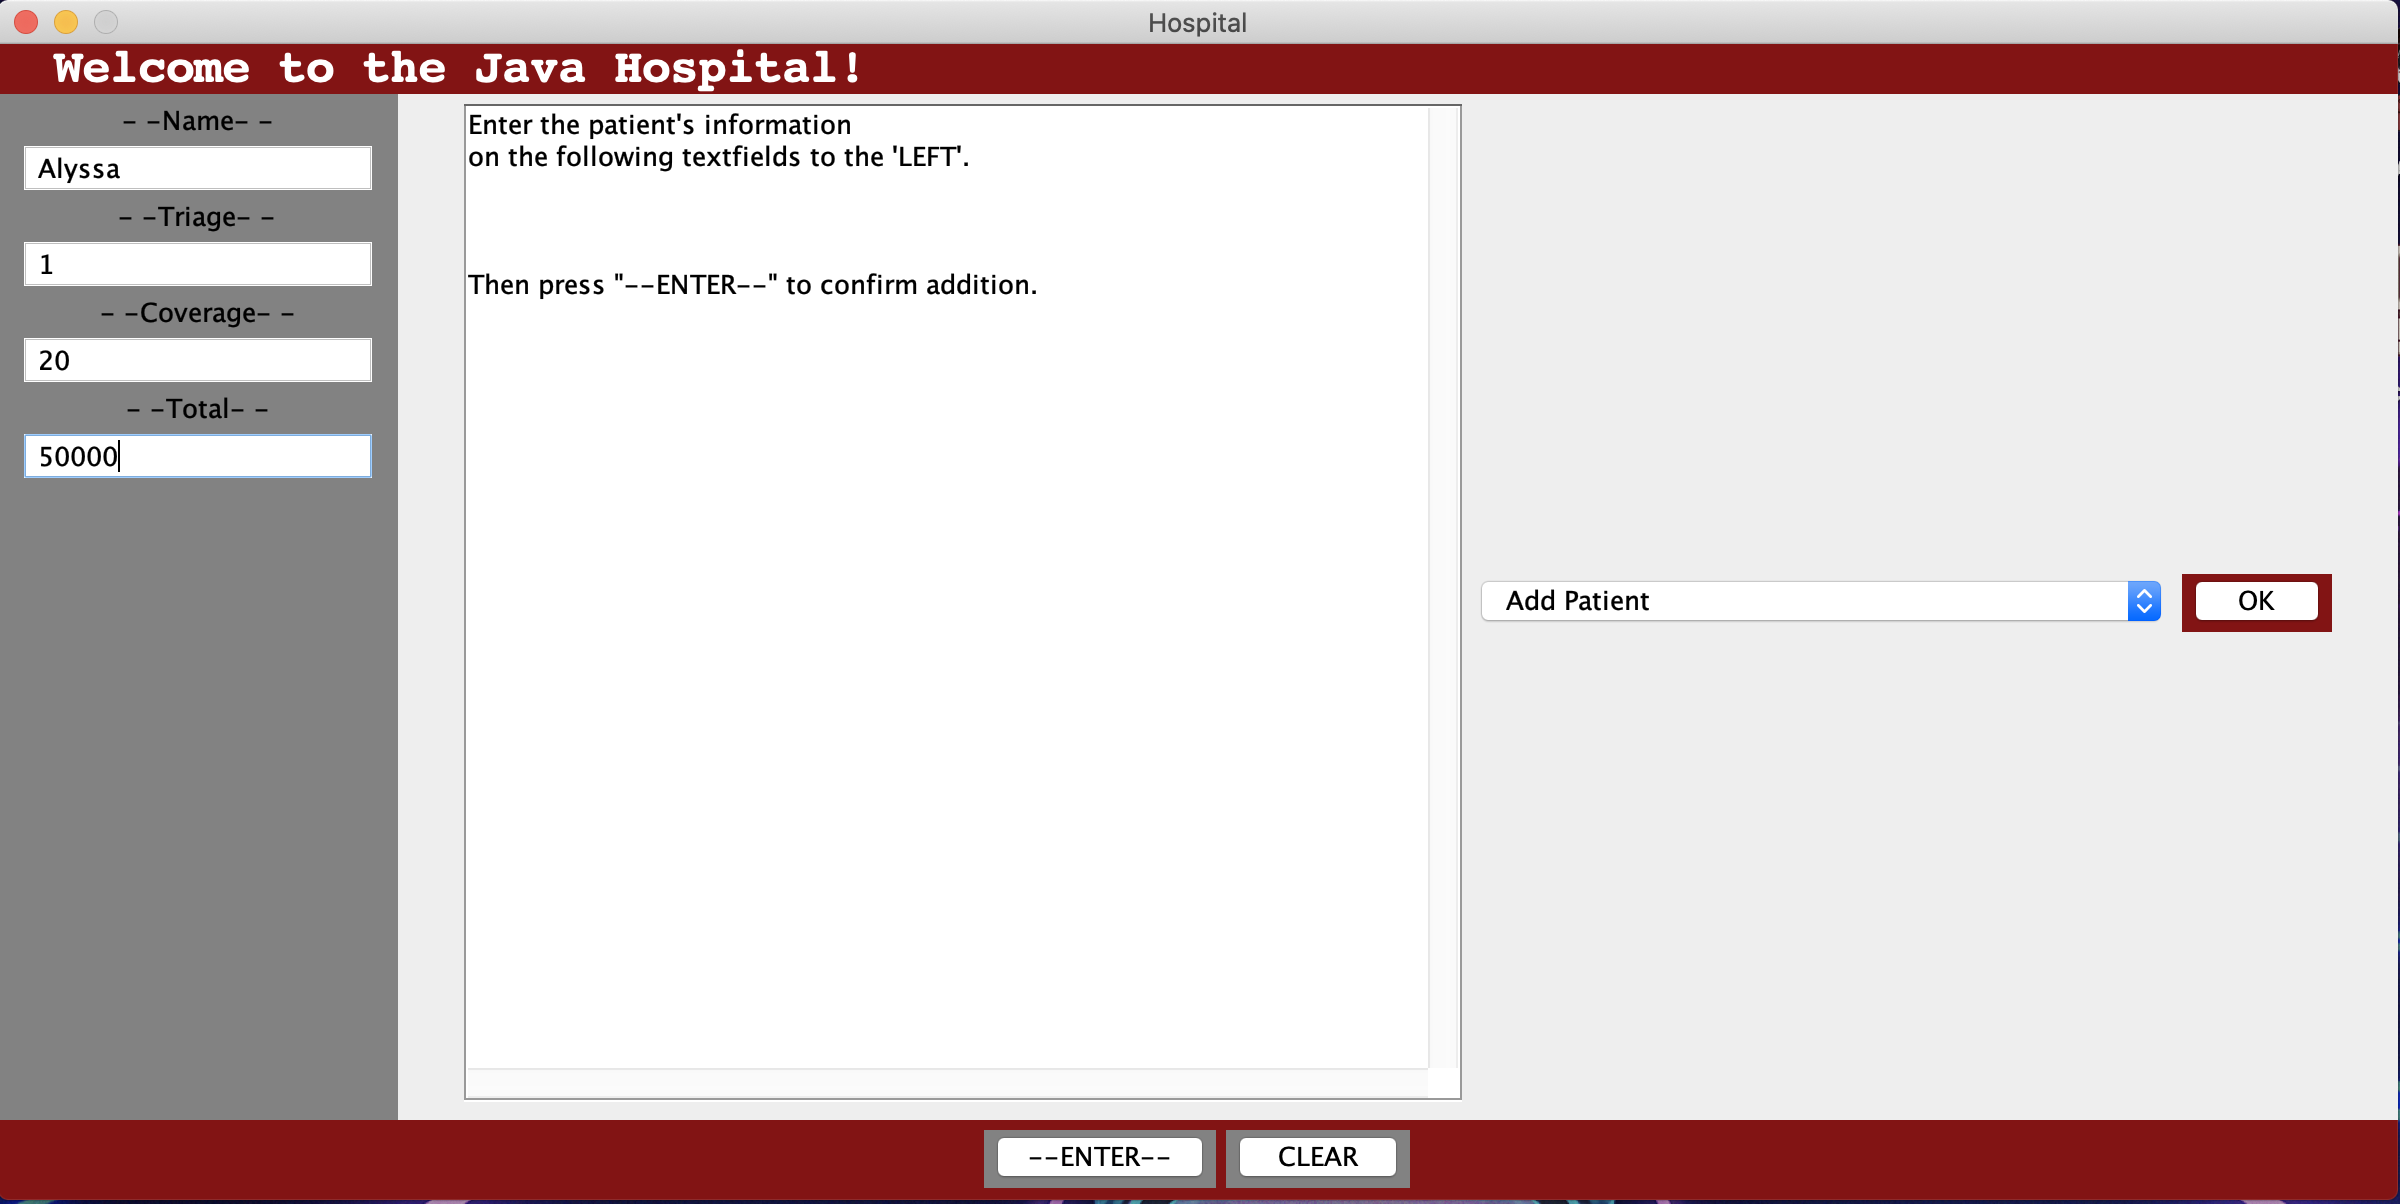 Hospital
Welcome to the Java Hospital!
- -Name- -
Alyssa
- -Triage- -
1
- -Coverage- -
20
- -Total- -
50000
Enter the patient's information
on the following textfields to the 'LEFT'.
Then press "--ENTER--" to confirm addition.
Add Patient
OK
--ENTER--
CLEAR